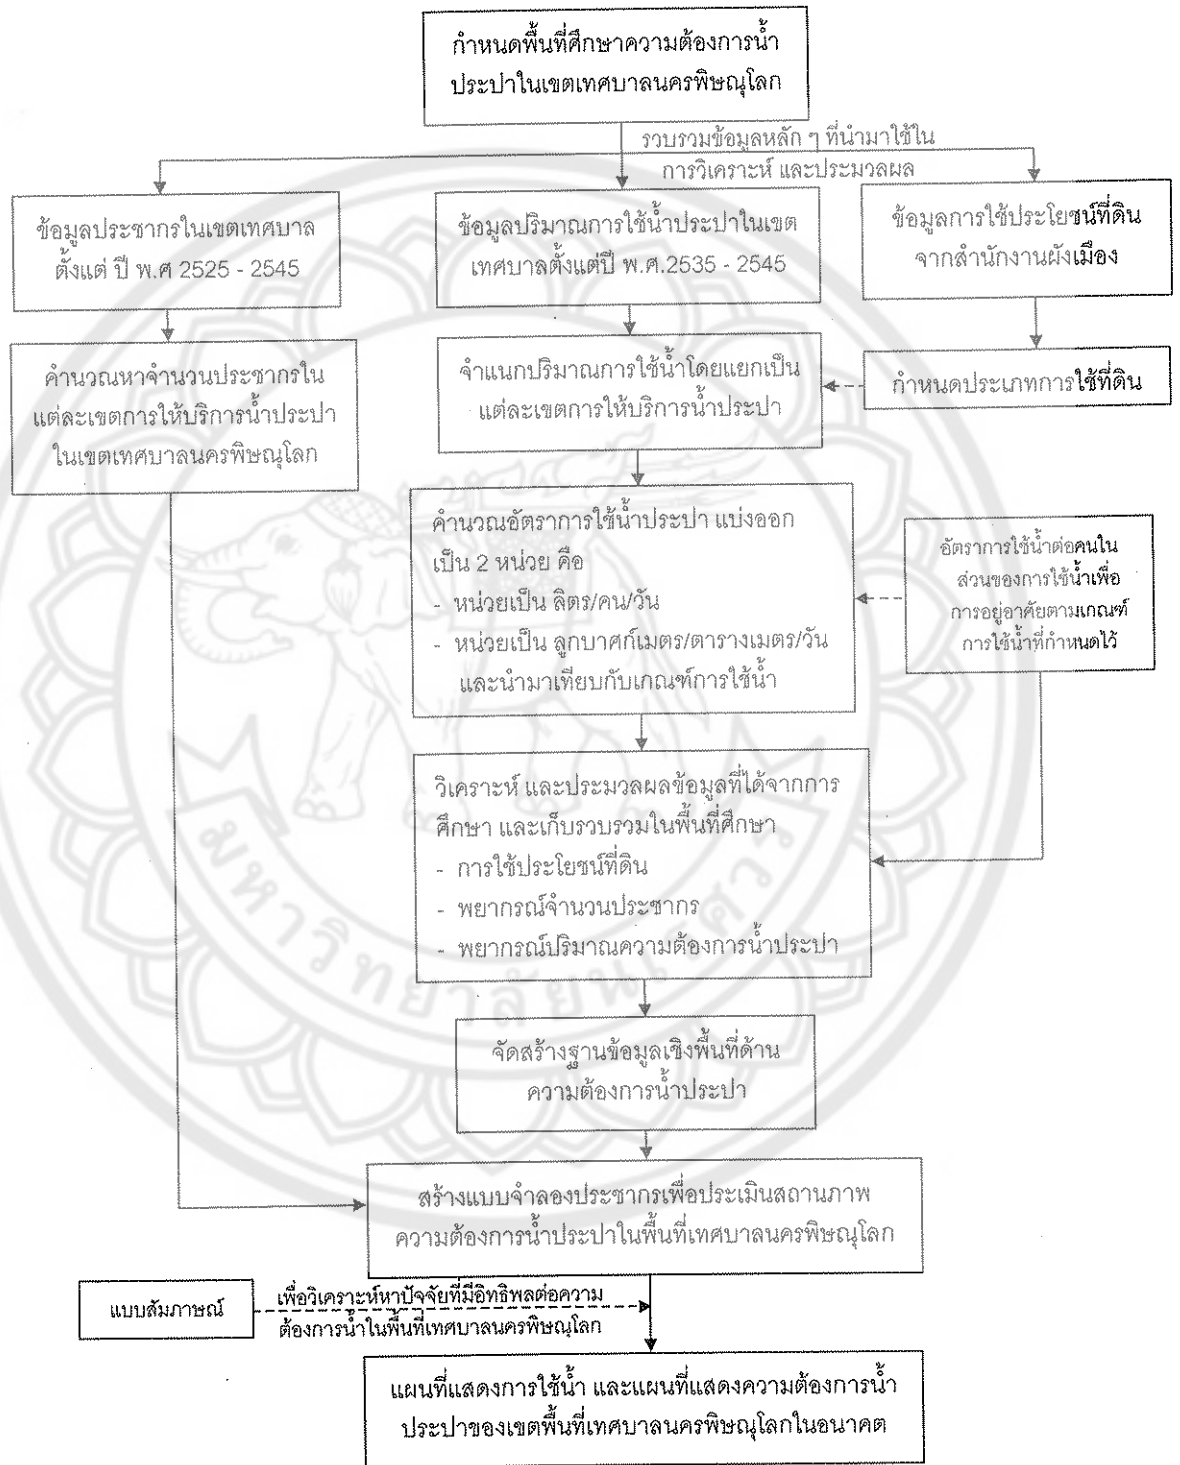 กำหนดพื้นที่ศึกษาความต้องการน้ำ
ประปาในเขตเทศบาลนครพิษณุโลก
รวบรวมข้อมูลหลัก ๆ ที่นำมาใช้ใน
การวิเคราะห์ และประมวลผล
ข้อมูลประชากรในเขตเทศบาล
ตั้งแต่ ปี พ.ศ 2525 - 2545
ข้อมูลปริมาณการใช้น้ำประปาในเขต
เทศบาลตั้งแต่ปี พ.ศ.2535 - 2545
ข้อมูลการใช้ประโยชน์ที่ดิน
จากสำนักงานผังเมือง
คำนวณหาจำนวนประชากรใน
แต่ละเขตการให้บริการน้ำประปา
ในเขตเทศบาลนครพิษณุโลก
จำแนกปริมาณการใช้น้ำโดยแยกเป็น
แต่ละเขตการให้บริการน้ำประปา
กำหนดประเภทการใช้ที่ดิน
คำนวณอัตราการใช้น้ำประปา แบ่งออก
เป็น 2 หน่วย คือ
- หน่วยเป็น ลิตร/คน/วัน
- หน่วยเป็น ลูกบาศก์เมตร/ตารางเมตร/วัน
และนำมาเทียบกับเกณฑ์การใช้น้ำ
อัตราการใช้น้ำต่อคนใน
ส่วนของการใช้น้ำเพื่อ
การอยู่อาศัยตามเกณฑ์
การใช้น้ำที่กำหนดไว้
วิเคราะห์ และประมวลผลข้อมูลที่ได้จากการ
ศึกษา และเก็บรวบรวมในพื้นที่ศึกษา
- การใช้ประโยชน์ที่ดิน
- พยากรณ์จำนวนประชากร
- พยากรณ์ปริมาณความต้องการน้ำประปา
มหาวิทยาลัยนเรศวร
จัดสร้างฐานข้อมูลเชิงพื้นที่ด้าน
ความต้องการน้ำประปา
สร้างแบบจำลองประชากรเพื่อประเมินสถานภาพ
ความต้องการน้ำประปาในพื้นที่เทศบาลนครพิษณุโลก
แบบสัมภาษณ์
เพื่อวิเคราะห์หาปัจจัยที่มีอิทธิพลต่อความ
ต้องการน้ำในพื้นที่เทศบาลนครพิษณุโลก
แผนที่แสดงการใช้น้ำ และแผนที่แสดงความต้องการน้ำ
ประปาของเขตพื้นที่เทศบาลนครพิษณุโลกในอนาคต